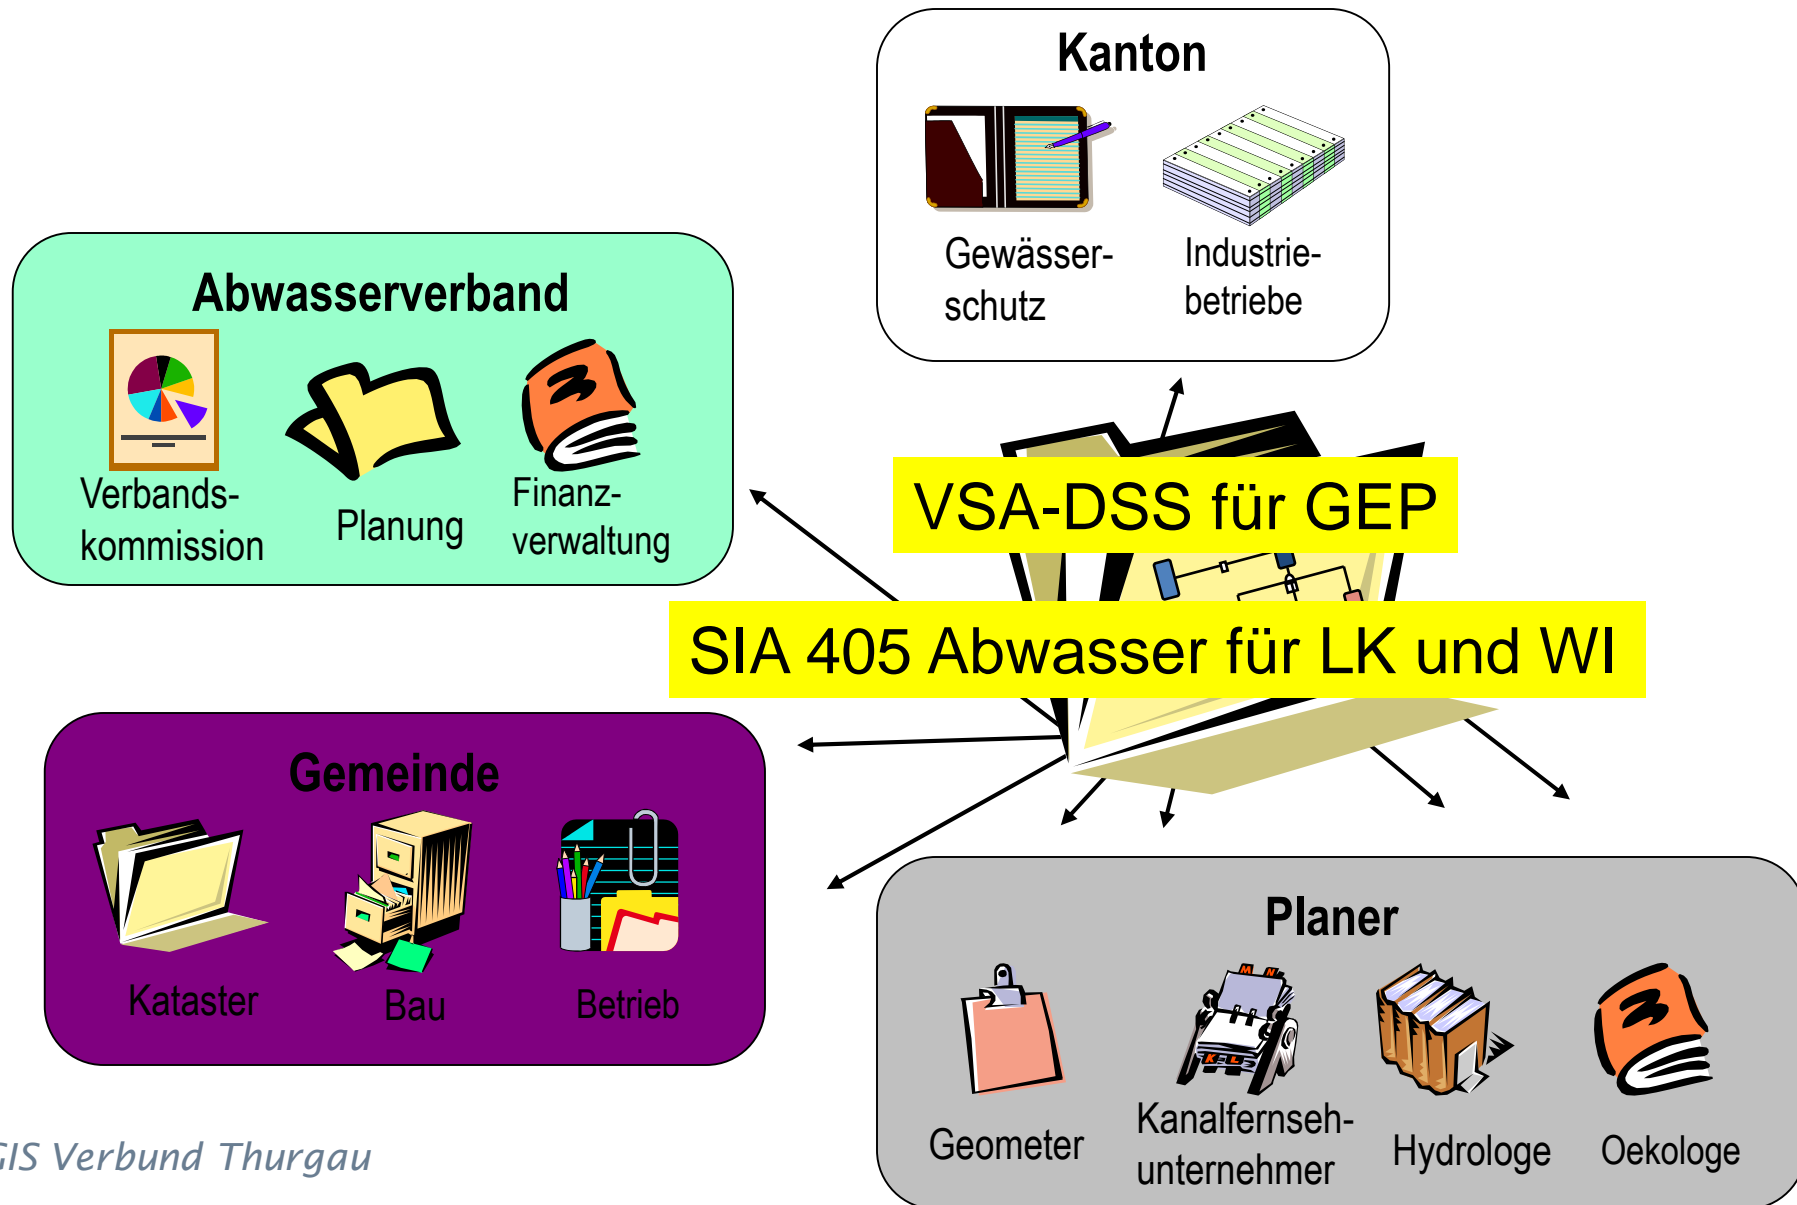 Kanton
Gewässer-
schutz
Industrie-
betriebe
Abwasserverband
Verbands-
kommission
Planung
Finanz-
verwaltung
VSA-DSS für GEP
SIA 405 Abwasser für LK und WI
Gemeinde
Kataster
Bau
Betrieb
Planer
M N
K L
Geometer
Kanalfernseh-
unternehmer
Hydrologe
Oekologe
GIS Verbund Thurgau